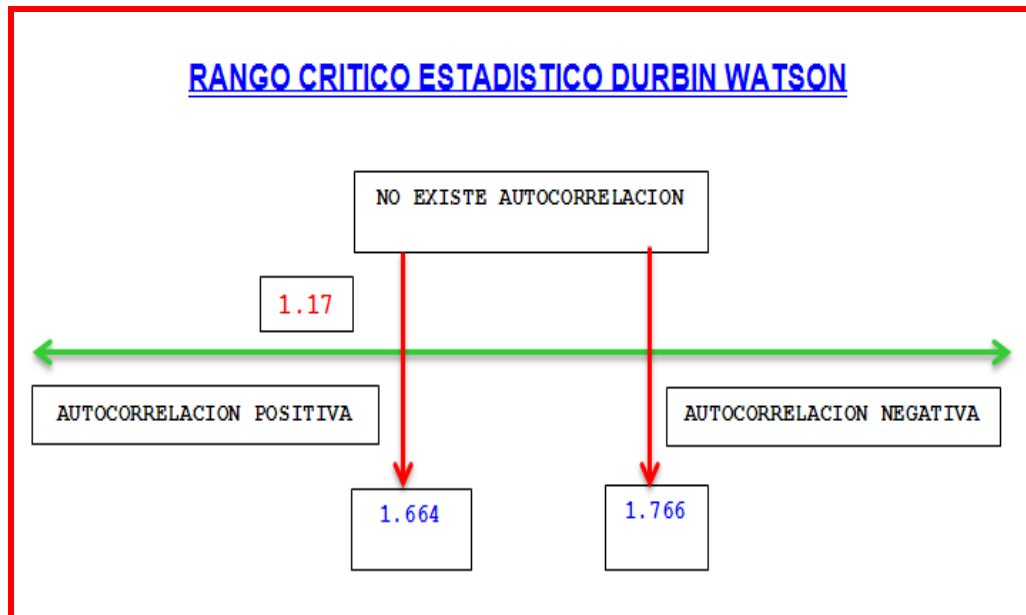 RANGO CRITICO ESTADISTICO DURBIN WATSON
NO EXISTE AUTOCORRELACION
1.17
AUTOCORRELACION POSITIVA
AUTOCORRELACION NEGATIVA
1.664
1.766